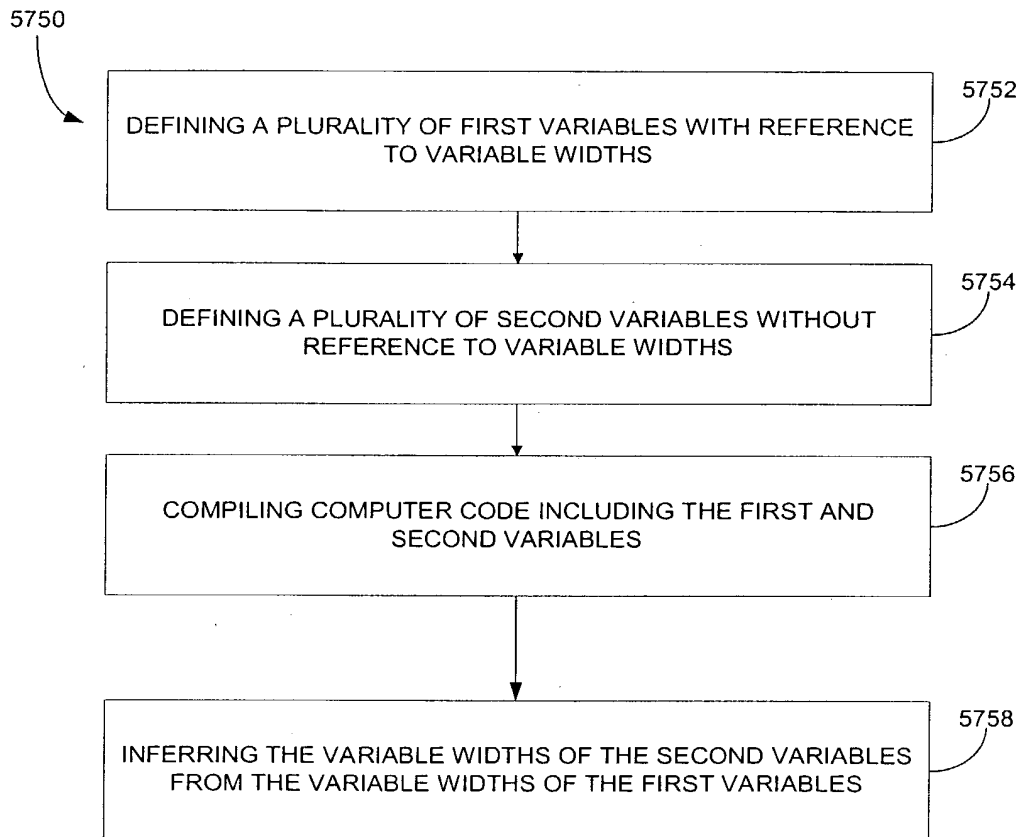 5750
5752
DEFINING A PLURALITY OF FIRST VARIABLES WITH REFERENCE
TO VARIABLE WIDTHS
5754
DEFINING A PLURALITY OF SECOND VARIABLES WITHOUT
REFERENCE TO VARIABLE WIDTHS
5756
COMPILING COMPUTER CODE INCLUDING THE FIRST AND
SECOND VARIABLES
5758
INFERRING THE VARIABLE WIDTHS OF THE SECOND VARIABLES
FROM THE VARIABLE WIDTHS OF THE FIRST VARIABLES